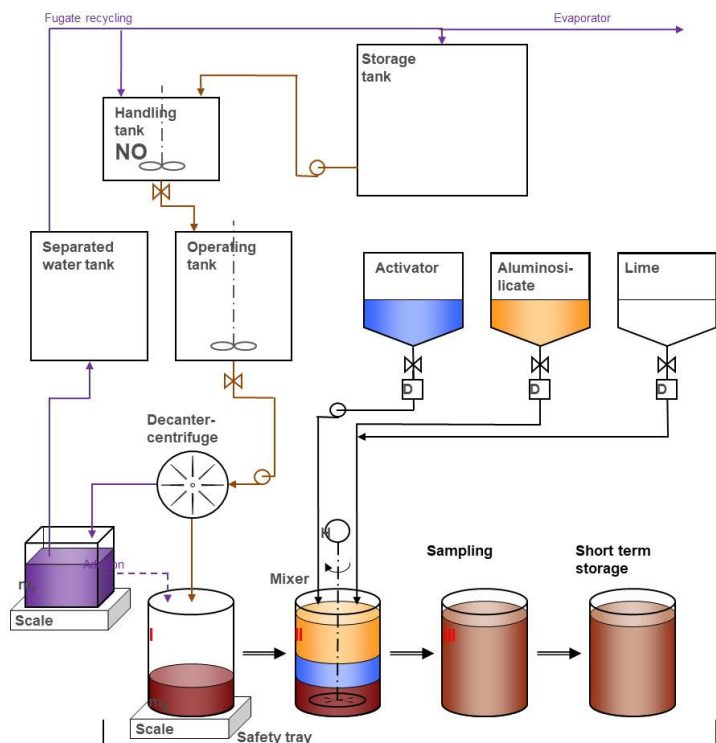 Fugate recycling
Evaporator
Storage
tank
Handling
tank
NO
Separated
water tank
Operating
tank
Activator
Aluminosi-
licate
Lime
D
D
D
Decanter-
centrifuge
H
Sampling
Short term
storage
Mixer
Scale
I
II
III
Scale
Safety tray